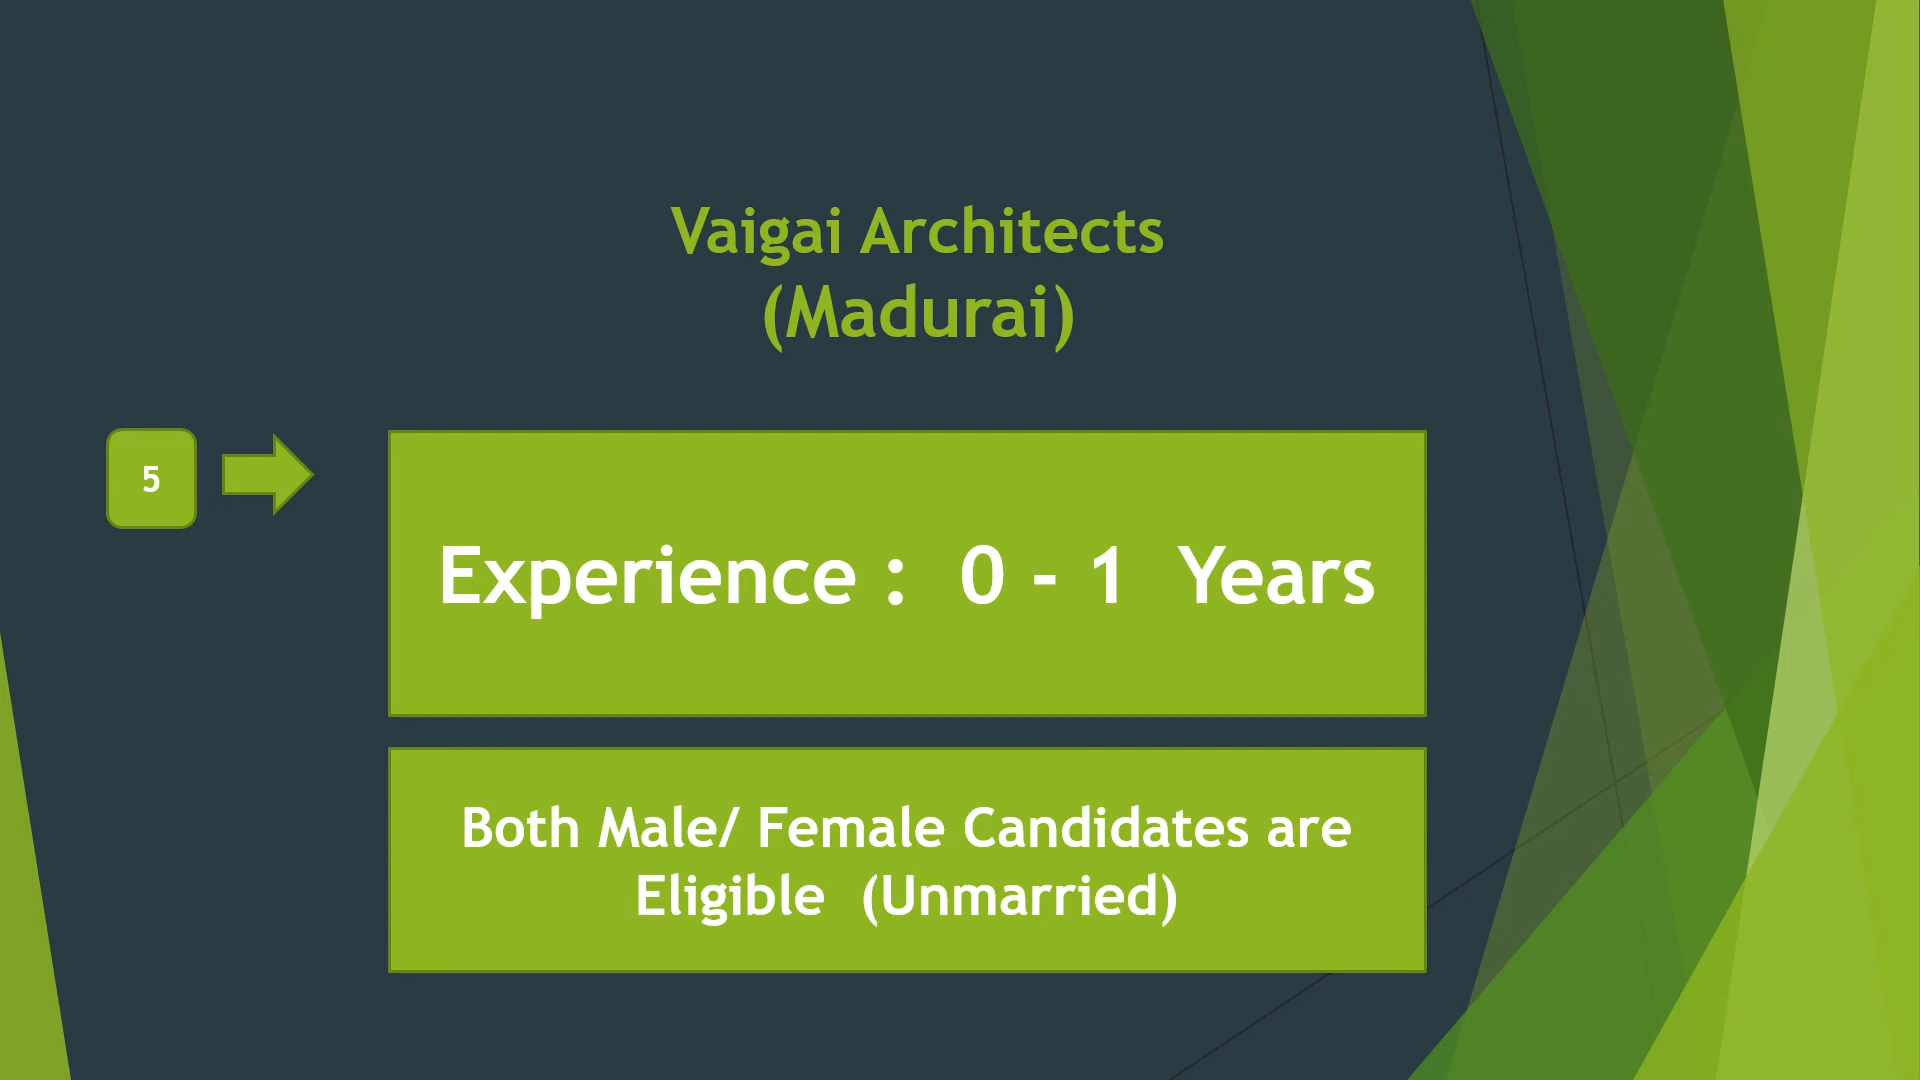 Vaigai Architects
(Madurai)
5
Experience : 0 - 1 Years
Both Male/ Female Candidates are
Eligible (Unmarried)